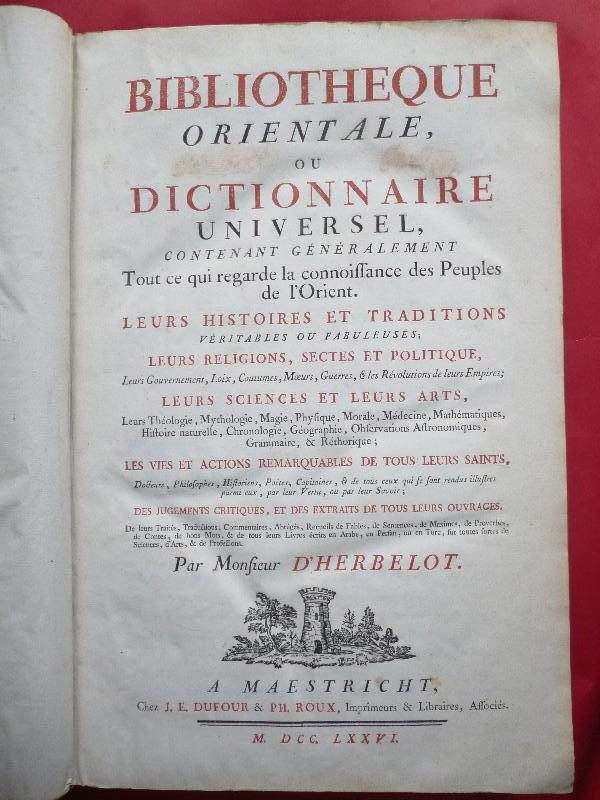 BIBLIOTHEQUE
ORIENTALE,
OU
DICTIONNAIRE
UNIVERSEL,
CONTENANT GÉNÉRALEMENT
Tout ce qui regarde la connoiſſance des Peuples
de l'Orient.
LEURS HISTOIRES ET TRADITIONS
VÉRITABLES OU FABULEUSES;
LEURS RELIGIONS, SECTES ET POLITIQUE,
Leurs Gouvernement, Loix, Coutumes, Mœurs, Guerres, & les Révolutions de leurs Empires;
LEURS SCIENCES ET LEURS ARTS,
Leurs Théologie, Mythologie, Magie, Phyſique, Morale, Médecine, Mathématiques,
Hiſtoire naturelle, Chronologie, Géographie, Obſervations Aſtronomiques,
Grammaire, & Réthorique;
LES VIES ET ACTIONS REMARQUABLES DE TOUS LEURS SAINTS,
Docteurs, Philoſophes, Hiſtoriens, Poëtes, Capitaines, & de tous ceux qui ſe ſont rendus illuſtres
parmi eux, par leur Vertu, ou par leur Savoir;
DES JUGEMENTS CRITIQUES, ET DES EXTRAITS DE TOUS LEURS OUVRAGES.
De leurs Traités, Traductions, Commentaires, Abrégés, Recueils de Fables, de Sentences, de Maximes, de Proverbes,
de Contes, de bons Mots, & de tous leurs Livres écrits en Arabe, en Perſan, ou en Turc, ſur toutes ſortes de
Sciences, d'Arts, & de Profeſſions.
Par Monſieur D'HERBELOT.
A MAESTRICHT,
Chez J. E. DUFOUR & PH. ROUX, Imprimeurs & Libraires, Aſſociés.
M. DCC. LXXVI.